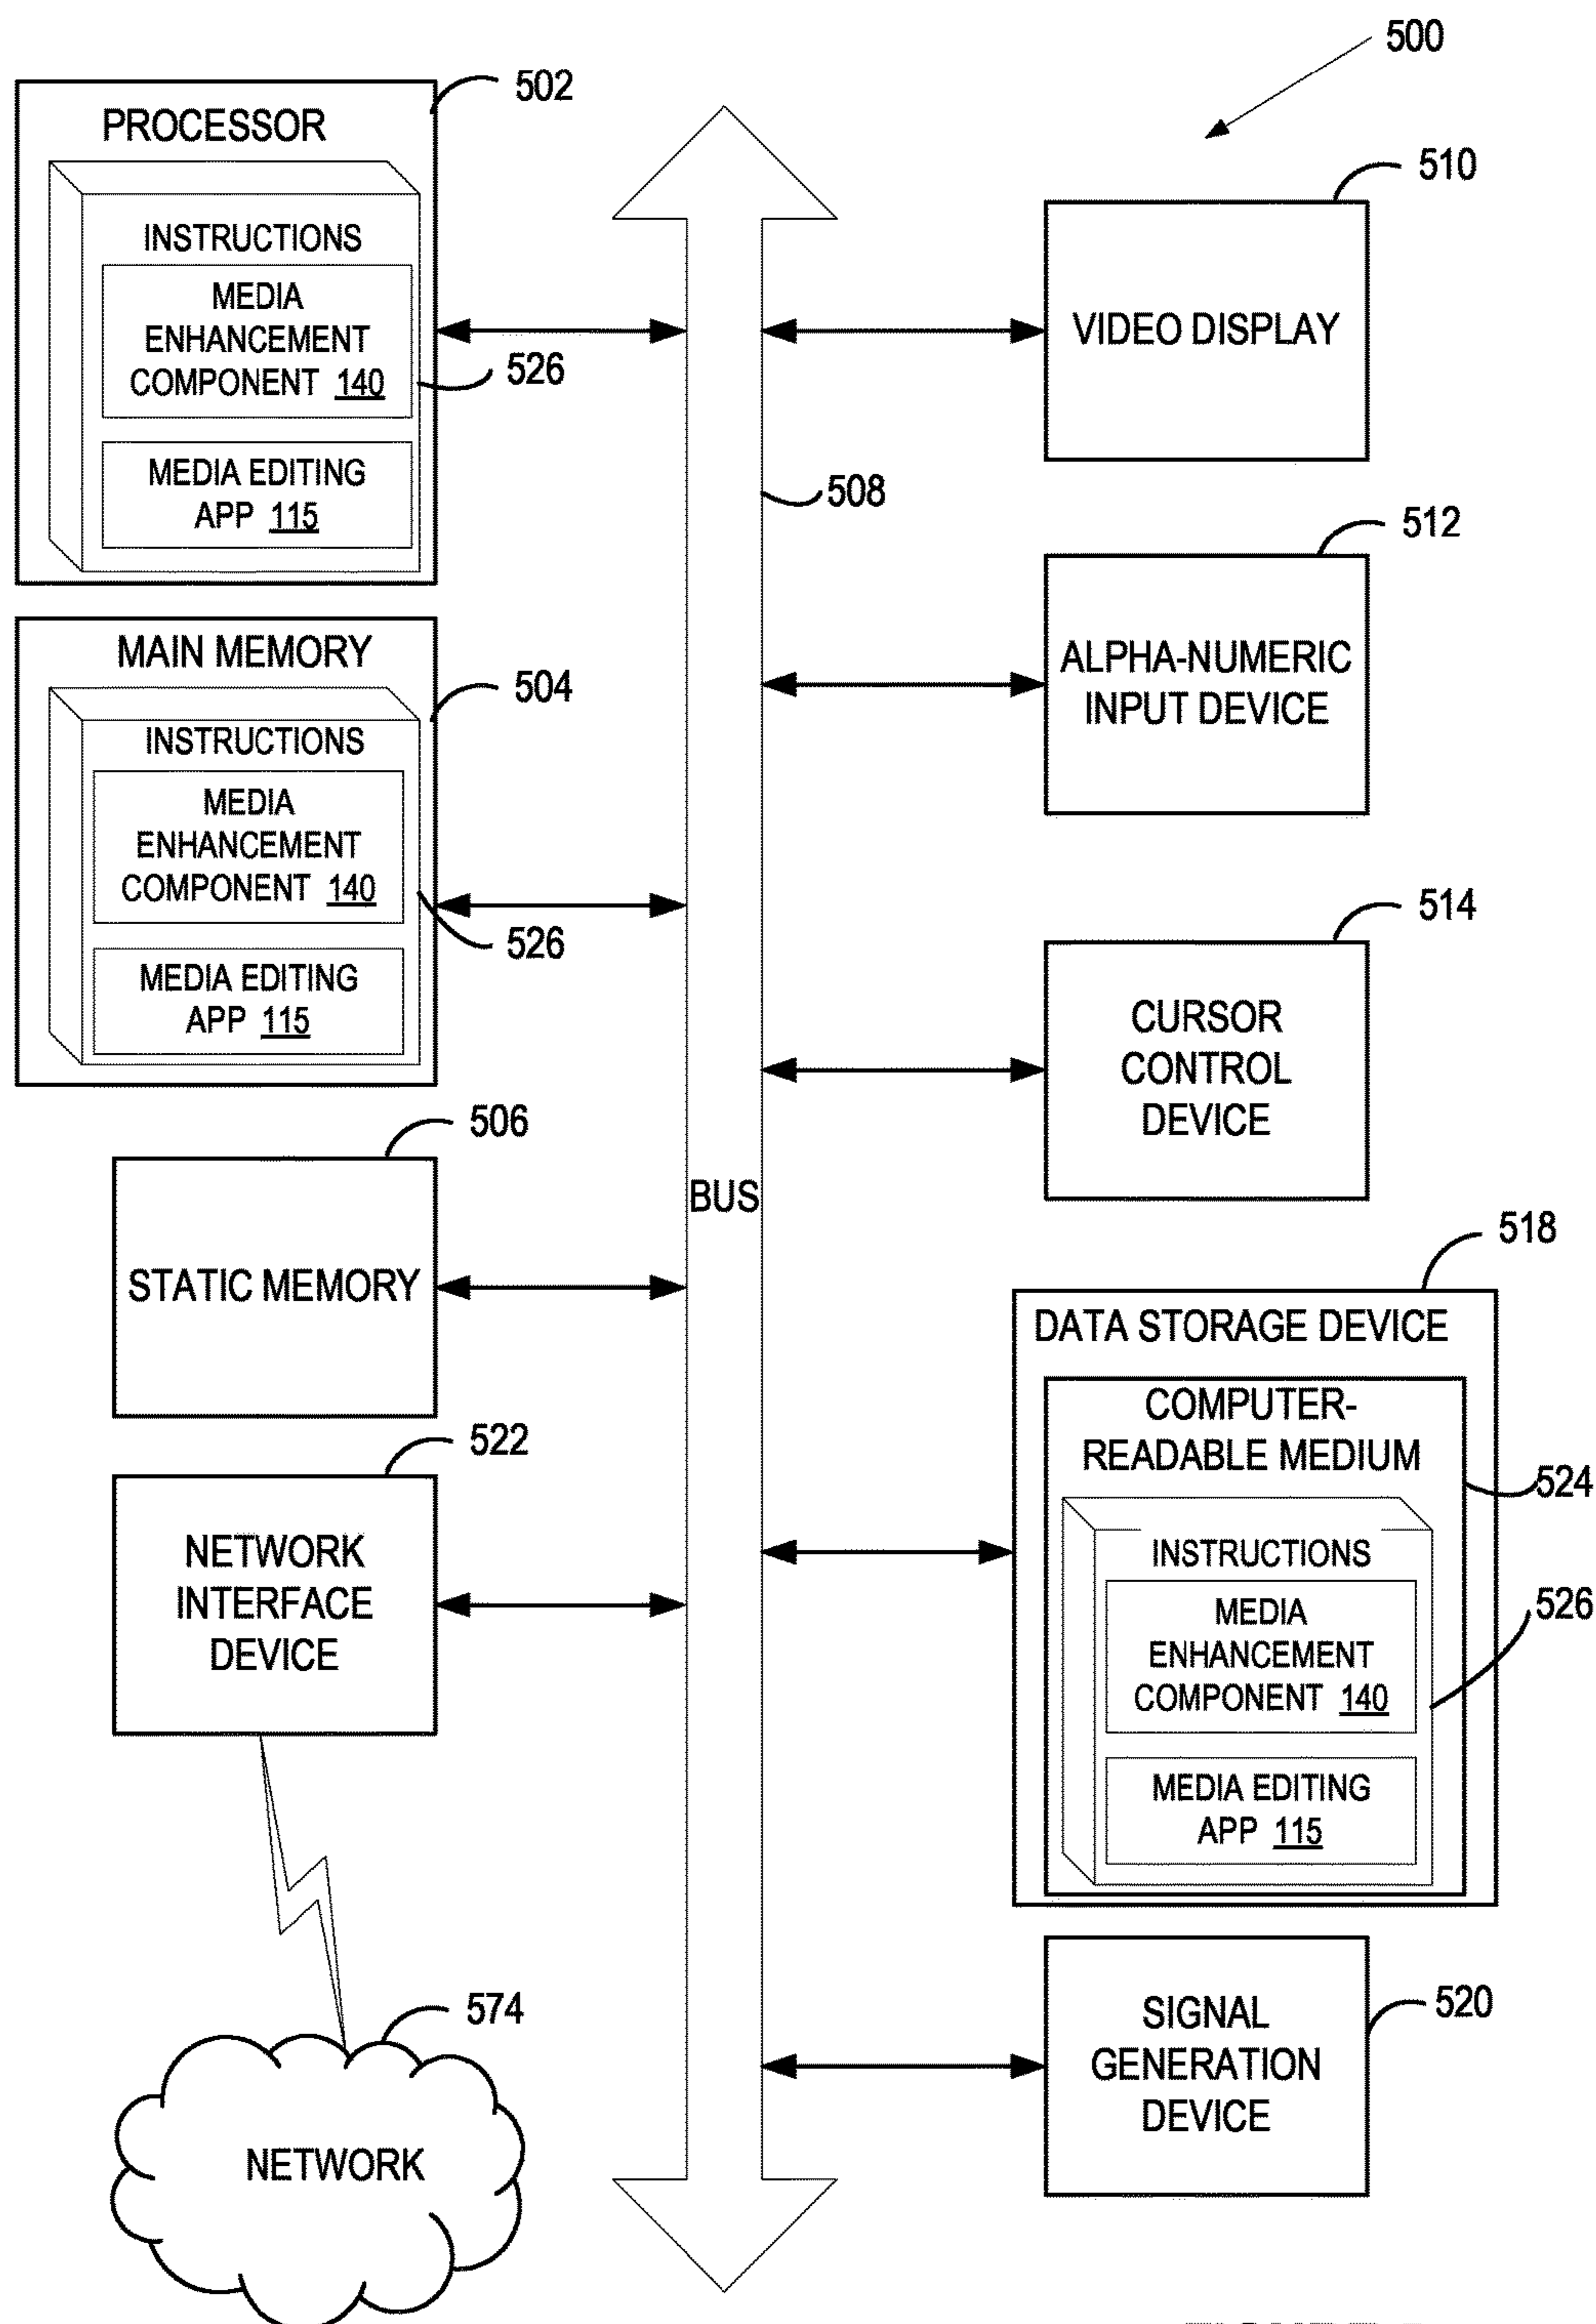 500
502
PROCESSOR
INSTRUCTIONS
MEDIA
ENHANCEMENT
COMPONENT 140
526
MEDIA EDITING
APP 115
MAIN MEMORY
504
INSTRUCTIONS
MEDIA
ENHANCEMENT
COMPONENT 140
526
MEDIA EDITING
APP 115
506
STATIC MEMORY
522
NETWORK
INTERFACE
DEVICE
574
NETWORK
508
BUS
510
VIDEO DISPLAY
512
ALPHA-NUMERIC
INPUT DEVICE
514
CURSOR
CONTROL
DEVICE
518
DATA STORAGE DEVICE
COMPUTER-
READABLE MEDIUM
524
INSTRUCTIONS
MEDIA
ENHANCEMENT
COMPONENT 140
526
MEDIA EDITING
APP 115
520
SIGNAL
GENERATION
DEVICE